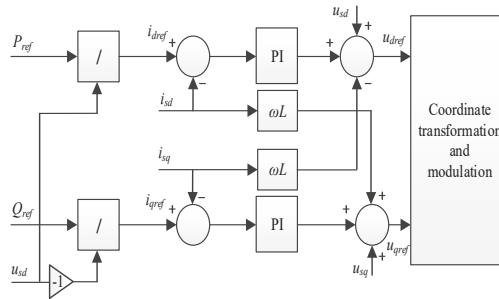 u_sd
P_ref
/
i_dref
+
−
PI
+
+
−
u_dref
i_sd
ωL
i_sq
ωL
Coordinate
transformation
and
modulation
Q_ref
/
i_qref
+
−
PI
+
+
+
u_qref
u_sd
-1
u_sq